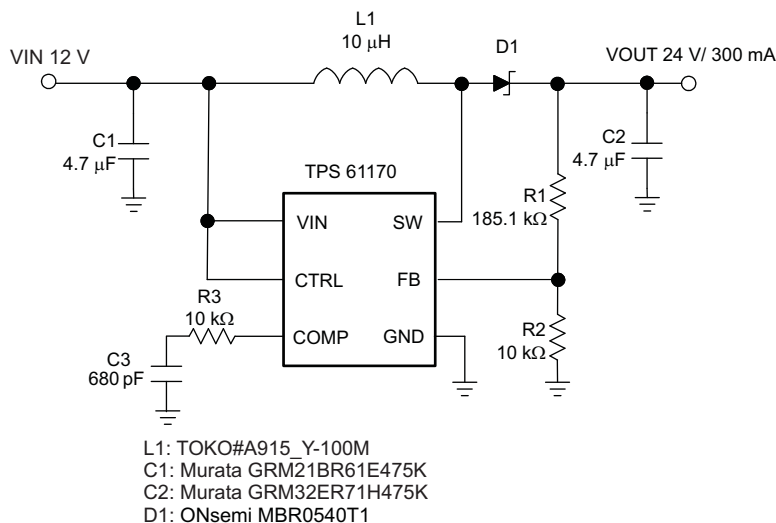 L1
10 μH
D1
VIN 12 V
VOUT 24 V/ 300 mA
C1
4.7 μF
C2
4.7 μF
TPS 61170
R1
185.1 kΩ
VIN
SW
CTRL
FB
R3
10 kΩ
COMP
GND
R2
10 kΩ
C3
680 pF
L1: TOKO#A915_Y-100M
C1: Murata GRM21BR61E475K
C2: Murata GRM32ER71H475K
D1: ONsemi MBR0540T1